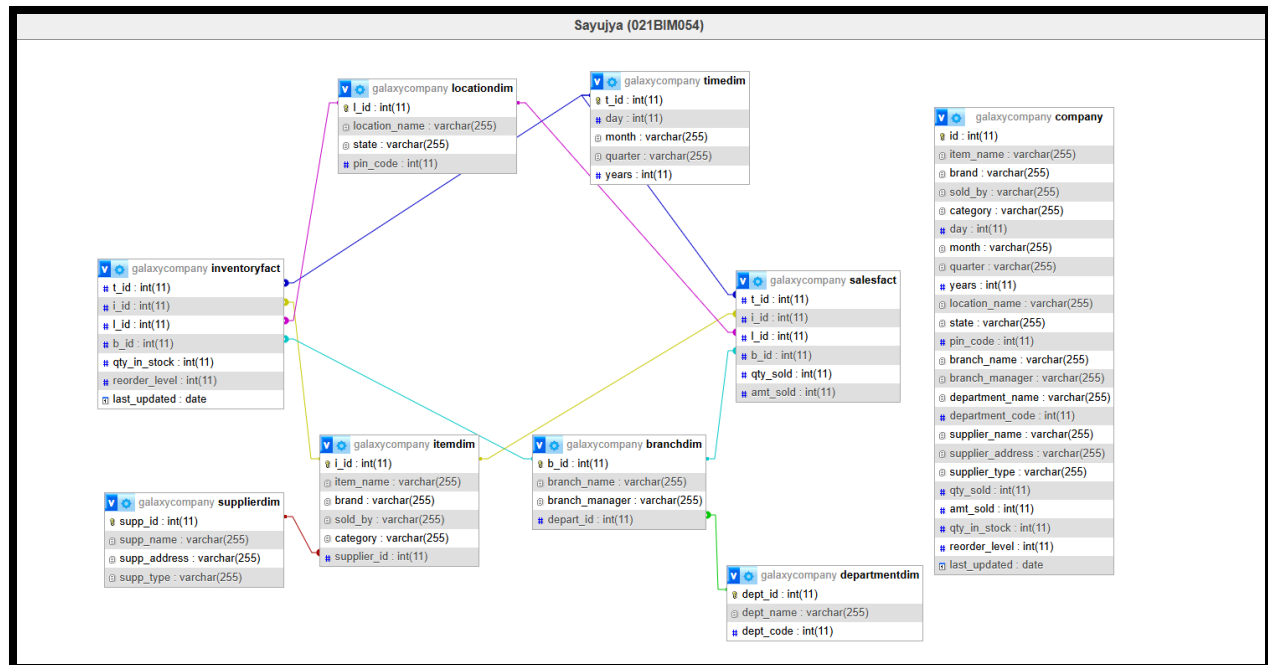 Sayujya (021BIM054)
galaxycompany locationdim
l_id : int(11)
location_name : varchar(255)
state : varchar(255)
pin_code : int(11)
galaxycompany timedim
t_id : int(11)
day : int(11)
month : varchar(255)
quarter : varchar(255)
years : int(11)
galaxycompany company
id : int(11)
item_name : varchar(255)
brand : varchar(255)
sold_by : varchar(255)
category : varchar(255)
day : int(11)
month : varchar(255)
quarter : varchar(255)
years : int(11)
location_name : varchar(255)
state : varchar(255)
pin_code : int(11)
branch_name : varchar(255)
branch_manager : varchar(255)
department_name : varchar(255)
department_code : int(11)
supplier_name : varchar(255)
supplier_address : varchar(255)
supplier_type : varchar(255)
qty_sold : int(11)
amt_sold : int(11)
qty_in_stock : int(11)
reorder_level : int(11)
last_updated : date
galaxycompany inventoryfact
t_id : int(11)
i_id : int(11)
l_id : int(11)
b_id : int(11)
qty_in_stock : int(11)
reorder_level : int(11)
last_updated : date
galaxycompany salesfact
t_id : int(11)
i_id : int(11)
l_id : int(11)
b_id : int(11)
qty_sold : int(11)
amt_sold : int(11)
galaxycompany itemdim
i_id : int(11)
item_name : varchar(255)
brand : varchar(255)
sold_by : varchar(255)
category : varchar(255)
supplier_id : int(11)
galaxycompany branchdim
b_id : int(11)
branch_name : varchar(255)
branch_manager : varchar(255)
depart_id : int(11)
galaxycompany supplierdim
supp_id : int(11)
supp_name : varchar(255)
supp_address : varchar(255)
supp_type : varchar(255)
galaxycompany departmentdim
dept_id : int(11)
dept_name : varchar(255)
dept_code : int(11)